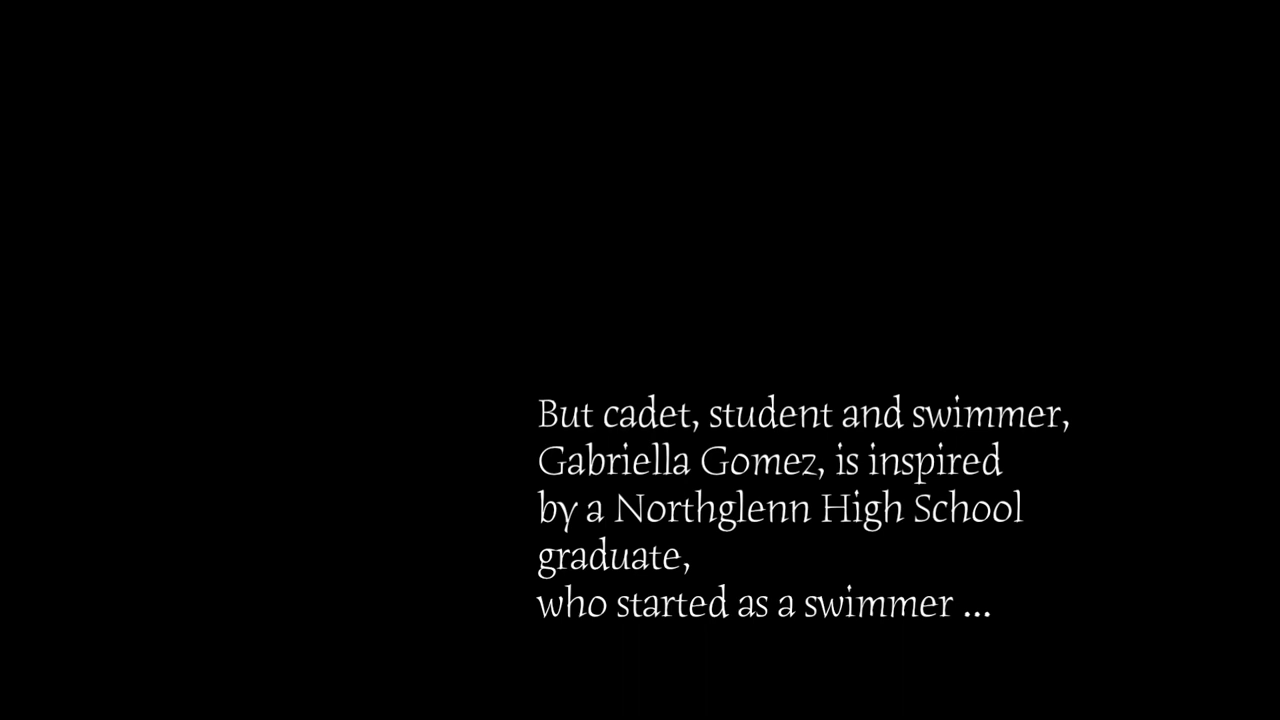 But cadet, student and swimmer,
Gabriella Gomez, is inspired
by a Northglenn High School
graduate,
who started as a swimmer ...